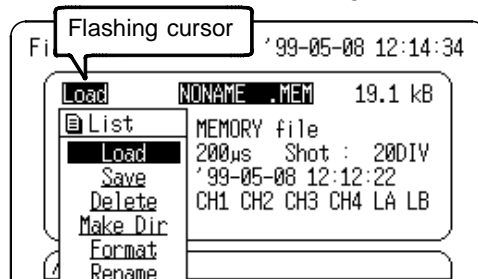 Flashing cursor
Fi '99-05-08 12:14:34
Load NONAME .MEM 19.1 kB
List MEMORY file
Load 200µs Shot : 20DIV
Save '99-05-08 12:12:22
Delete CH1 CH2 CH3 CH4 LA LB
Make Dir
Format
Rename